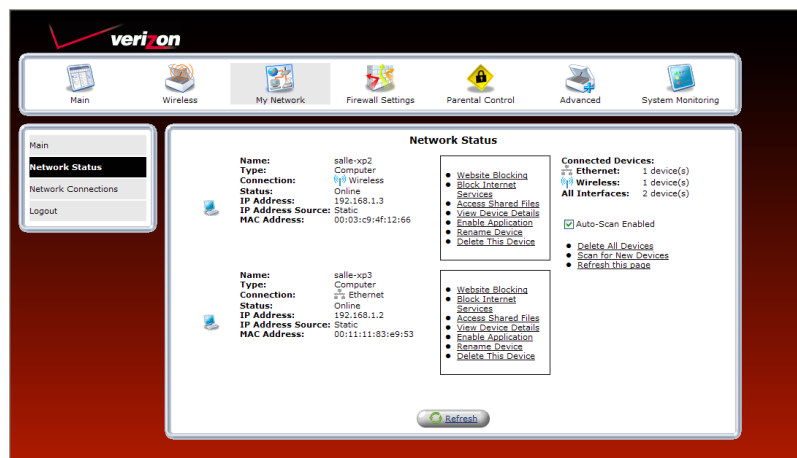 verizon
Main
Wireless
My Network
Firewall Settings
Parental Control
Advanced
System Monitoring
Main
Network Status
Network Connections
Logout
Network Status
Name: salle-xp2
Type: Computer
Connection: Wireless
Status: Online
IP Address: 192.168.1.3
IP Address Source: Static
MAC Address: 00:03:c9:4f:12:66
Website Blocking
Block Internet
Services
Access Shared Files
View Device Details
Enable Application
Rename Device
Delete This Device
Connected Devices:
Ethernet: 1 device(s)
Wireless: 1 device(s)
All Interfaces: 2 device(s)
Auto-Scan Enabled
Delete All Devices
Scan for New Devices
Refresh this page
Name: salle-xp3
Type: Computer
Connection: Ethernet
Status: Online
IP Address: 192.168.1.2
IP Address Source: Static
MAC Address: 00:11:11:83:e9:53
Website Blocking
Block Internet
Services
Access Shared Files
View Device Details
Enable Application
Rename Device
Delete This Device
Refresh